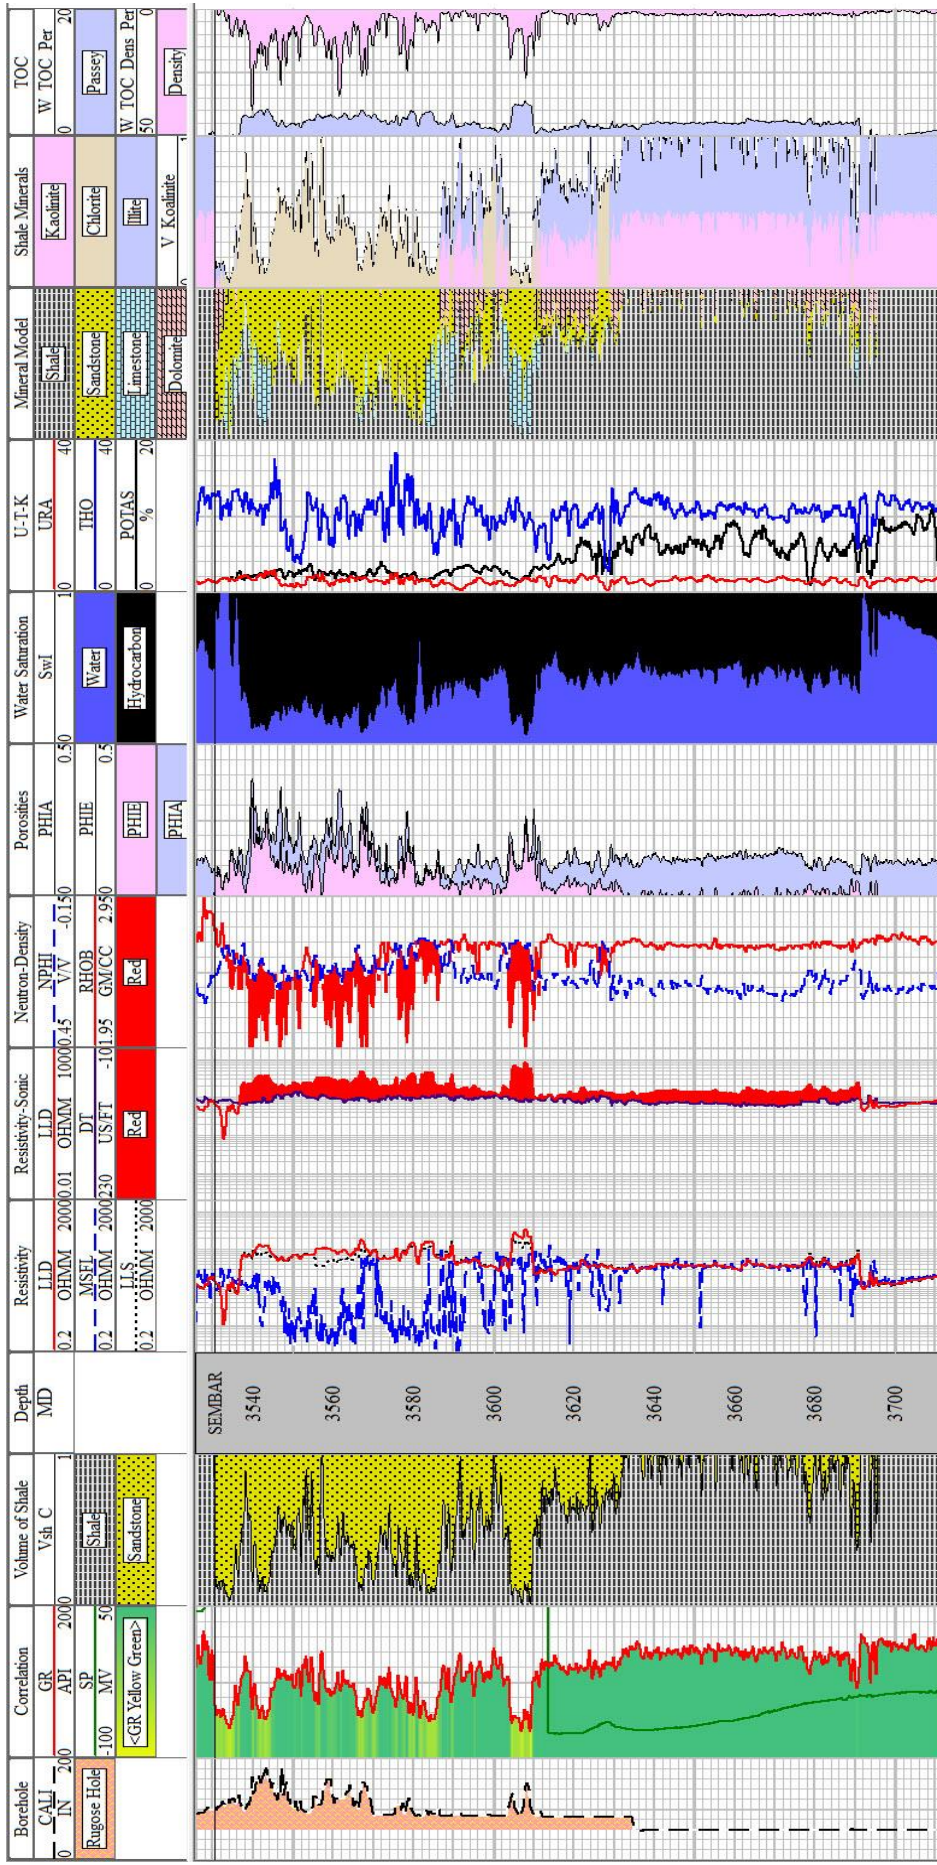 Borehole
CALI
0 IN 20
Rugose Hole
Correlation
GR
0 API 200
SP
-100 MV 50
<GR Yellow Green>
Volume of Shale
Vsh C
0 1
Shale
Sandstone
Depth
MD
Resistivity
LLD
0.2 OHMM 2000
MSFL
0.2 OHMM 2000
LLS
0.2 OHMM 2000
Resistivity-Sonic
LLD
0.01 OHMM 1000
DT
230 US/FT -10
Red
Neutron-Density
NPHI
0.45 V/V -0.15
RHOB
1.95 GM/CC 2.95
Red
Porosities
PHIA
0 0.5
PHIE
0 0.5
PHIE
PHIA
Water Saturation
SwI
0 1
Water
Hydrocarbon
U-T-K
URA
0 40
THO
0 40
POTAS
0 % 20
Mineral Model
Shale
Sandstone
Limestone
Dolomite
Shale Minerals
Kaolinite
Chlorite
Illite
V Koalinite
0 1
TOC
W TOC Per
0 20
Passey
W TOC Dens Per
50 0
Density
SEMBAR
3540
3560
3580
3600
3620
3640
3660
3680
3700